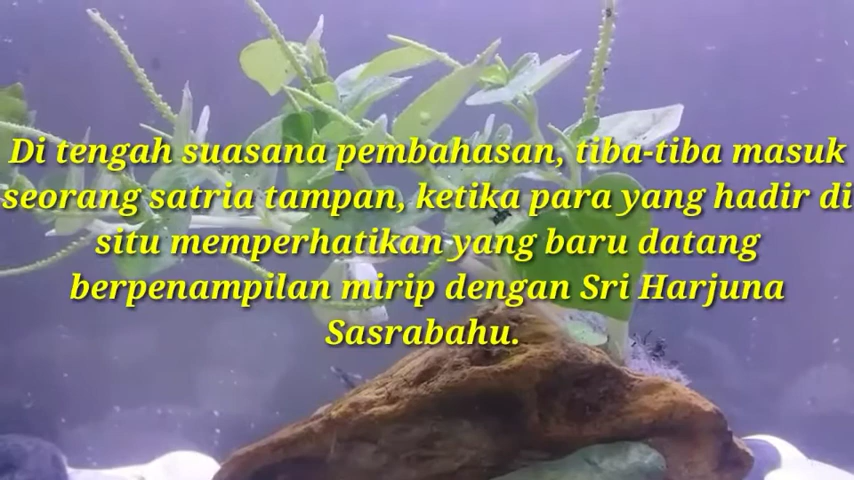 Di tengah suasana pembahasan, tiba-tiba masuk
seorang satria tampan, ketika para yang hadir di
situ memperhatikan yang baru datang
berpenampilan mirip dengan Sri Harjuna
Sasrabahu.